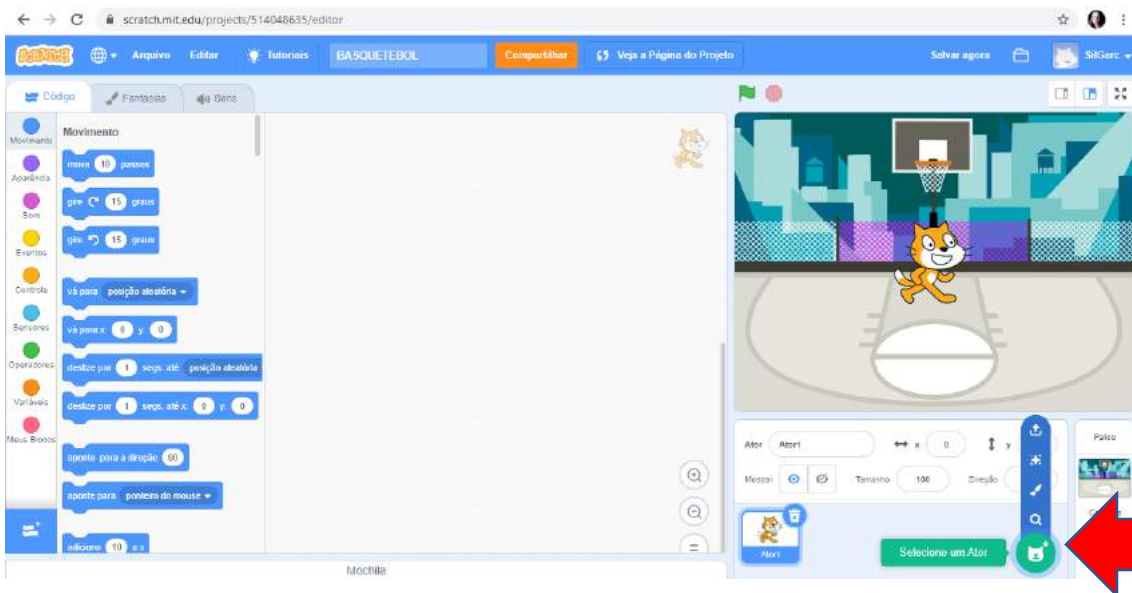 scratch.mit.edu/projects/514048635/editor
SCRATCH Arquivo Editar Tutoriais BASQUETEBOL Compartilhar Veja a Página do Projeto Salvar agora SilGarc
Código Fantasias Sons
Movimento
Aparência
Som
Eventos
Controle
Sensores
Operadores
Variáveis
Meus Blocos
Movimento
mova 10 passos
gire 15 graus
gire 15 graus
vá para posição aleatória
vá para x: 0 y: 0
deslize por 1 segs. até posição aleatória
deslize por 1 segs. até x: 0 y: 0
aponte para a direção 90
aponte para ponteiro do mouse
adicione 10 a x
Mochila
Ator Ator1 x 0 y
Mostrar Tamanho 100 Direção
Ator1
Selecione um Ator
Palco